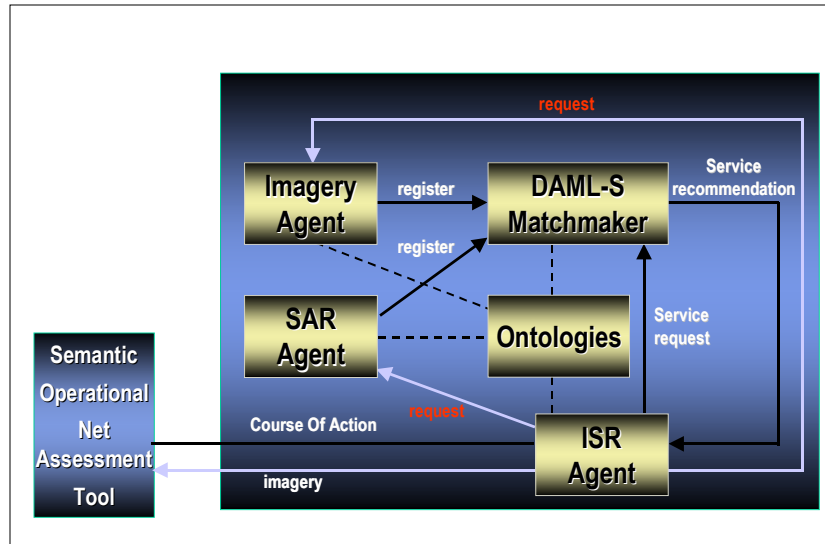 request
Imagery
Agent
register
DAML-S
Matchmaker
Service
recommendation
register
SAR
Agent
Ontologies
Service
request
Semantic
Operational
Net
Assessment
Tool
request
Course Of Action
ISR
Agent
imagery